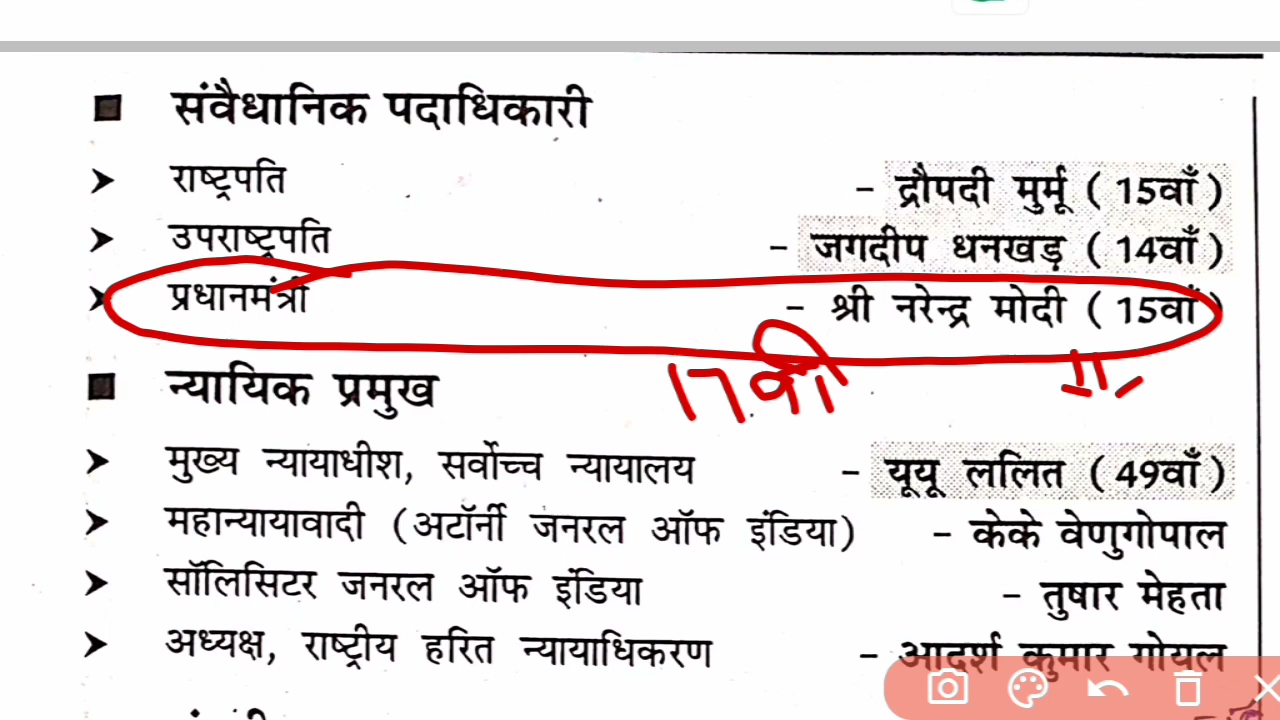 संवैधानिक पदाधिकारी
राष्ट्रपति - द्रौपदी मुर्मू (15वाँ)
उपराष्ट्रपति - जगदीप धनखड़ (14वाँ)
प्रधानमंत्री - श्री नरेन्द्र मोदी (15वाँ)
17वी
न्यायिक प्रमुख
मुख्य न्यायाधीश, सर्वोच्च न्यायालय - यूयू ललित (49वाँ)
महान्यायावादी (अटॉर्नी जनरल ऑफ इंडिया) - केके वेणुगोपाल
सॉलिसिटर जनरल ऑफ इंडिया - तुषार मेहता
अध्यक्ष, राष्ट्रीय हरित न्यायाधिकरण - आदर्श कुमार गोयल